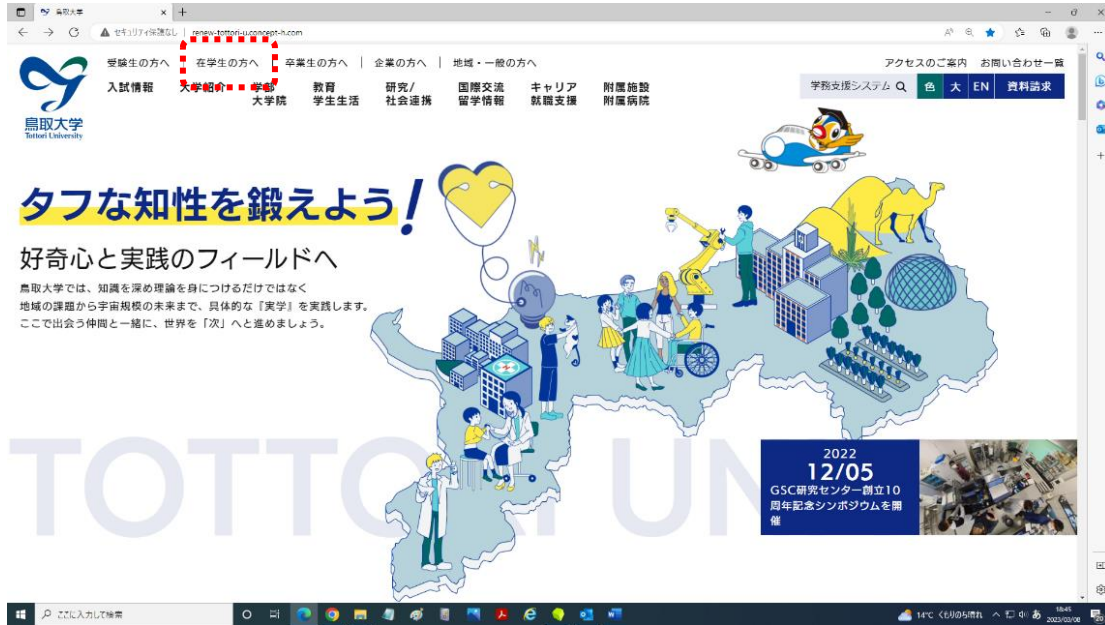 鳥取大学
セキュリティ保護なし | renew-tottori-u.concept-h.com
受験生の方へ | 在学生の方へ | 卒業生の方へ | 企業の方へ | 地域・一般の方へ
アクセスのご案内 お問い合わせ一覧
入試情報 大学紹介 学部 大学院 教育 学生生活 研究/ 社会連携 国際交流 留学情報 キャリア 就職支援 附属施設 附属病院
学務支援システム 色 大 EN 資料請求
鳥取大学
Tottori University
タフな知性を鍛えよう!
好奇心と実践のフィールドへ
鳥取大学では、知識を深め理論を身につけるだけではなく
地域の課題から宇宙規模の未来まで、具体的な『実学』を実践します。
ここで出会う仲間と一緒に、世界を「次」へと進めましょう。
TOTTORI UN
2022
12/05
GSC研究センター創立10
周年記念シンポジウムを開
催
ここに入力して検索
14°C くもりのち晴れ あ 18:45
2023/03/08